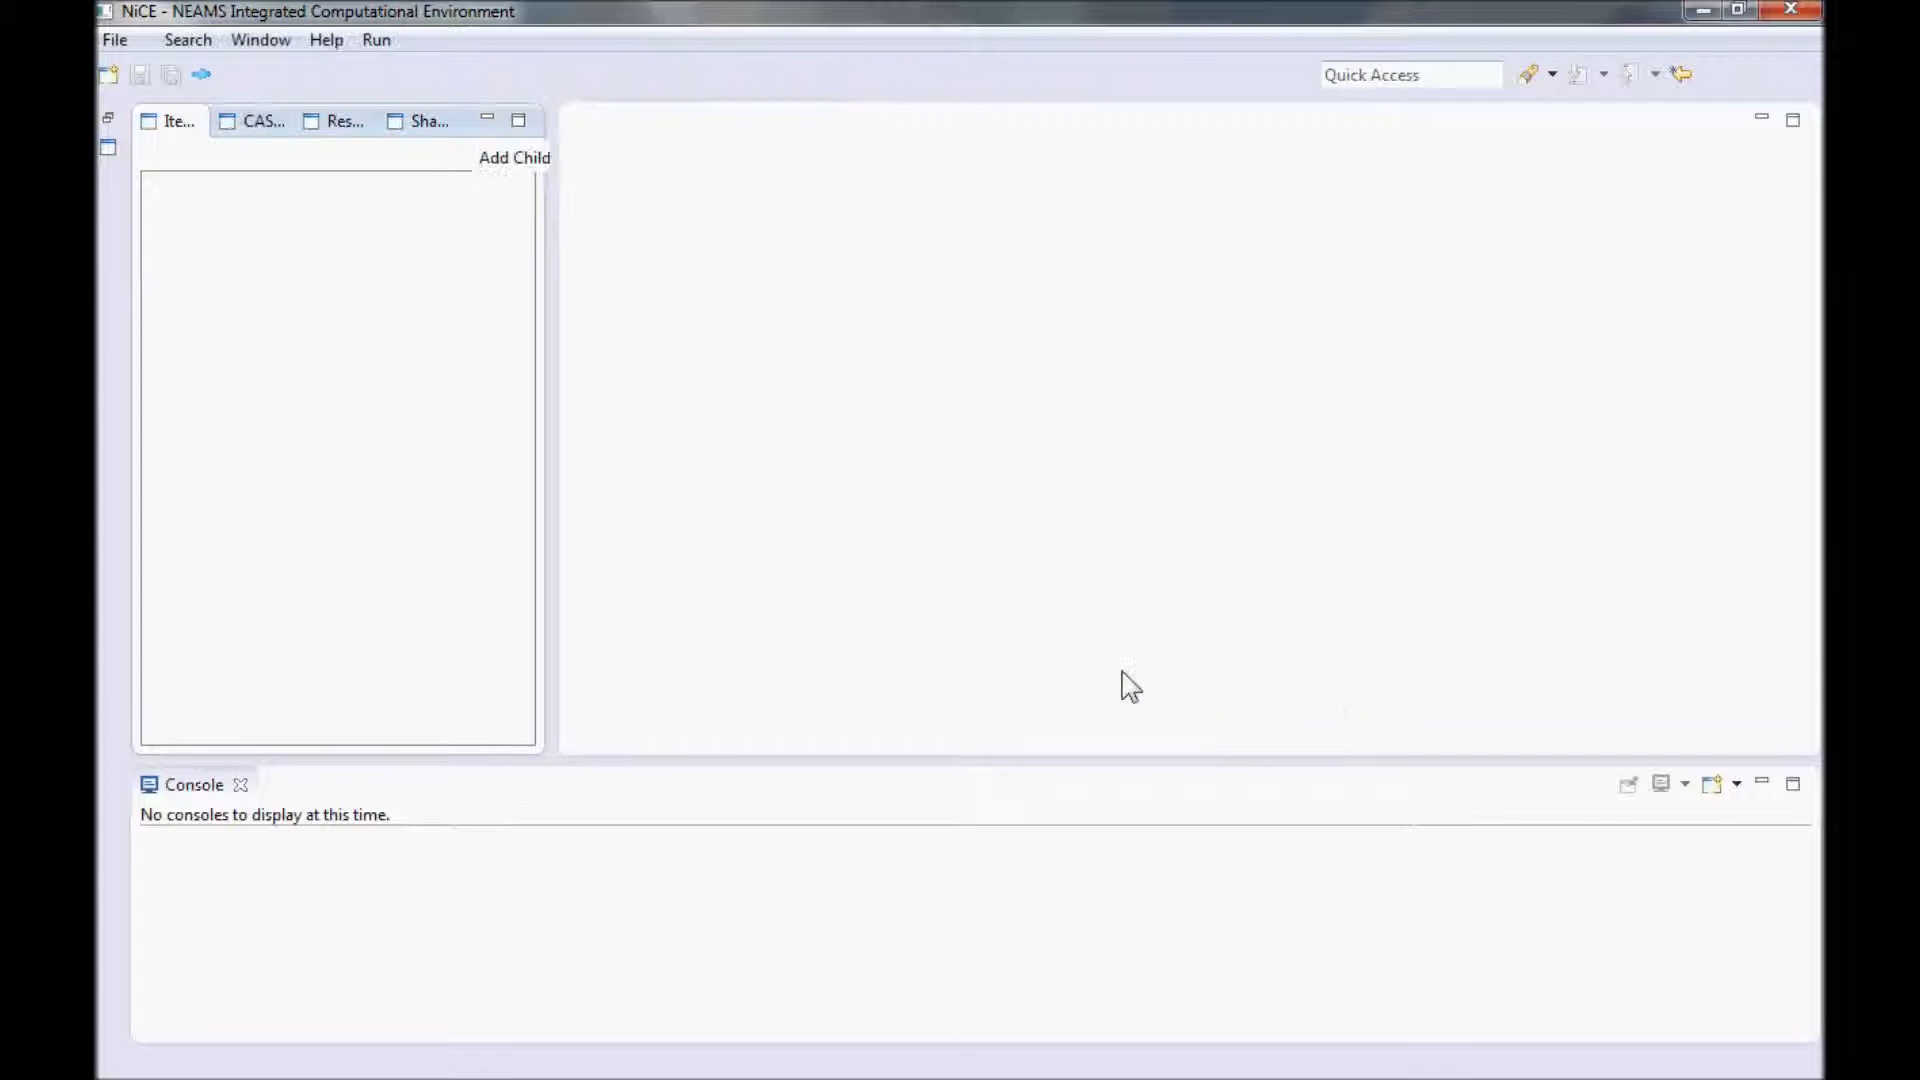 NiCE - NEAMS Integrated Computational Environment
File Search Window Help Run
Quick Access
Ite... CAS... Res... Sha...
Add Child
Console
No consoles to display at this time.